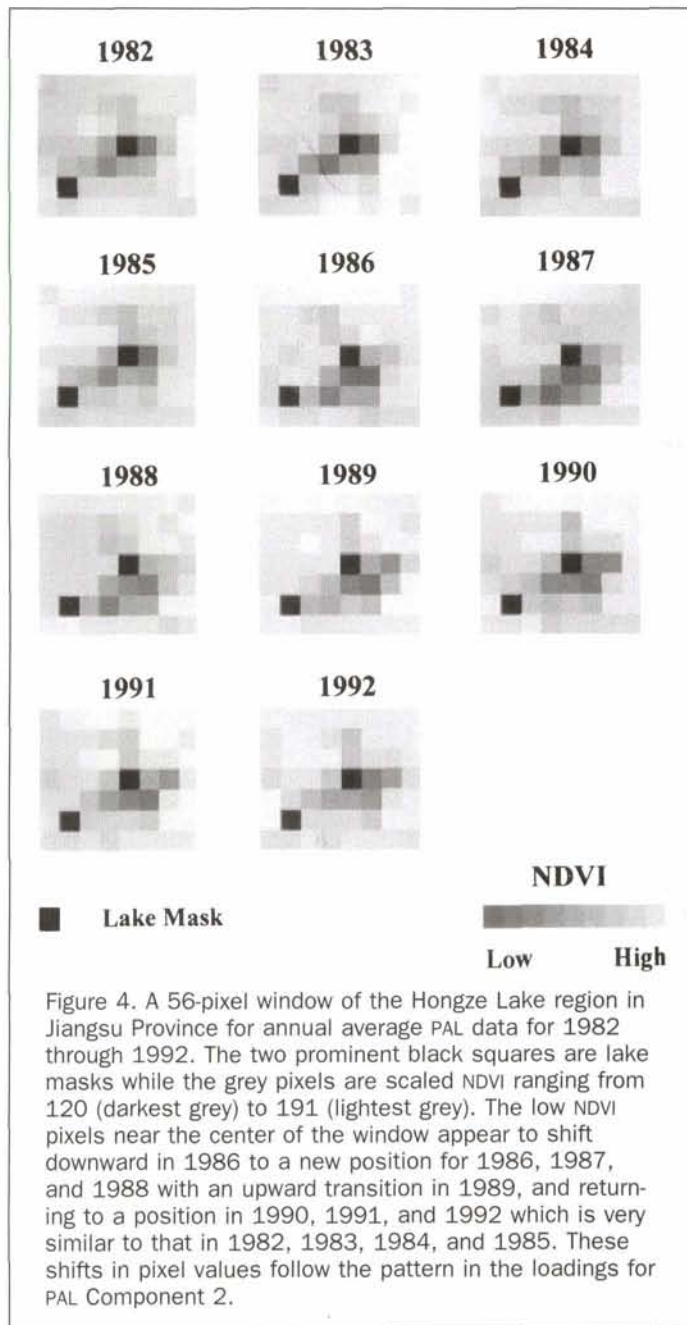 1982 1983 1984
1985 1986 1987
1988 1989 1990
1991 1992
NDVI
Lake Mask
Low High
Figure 4. A 56-pixel window of the Hongze Lake region in
Jiangsu Province for annual average PAL data for 1982
through 1992. The two prominent black squares are lake
masks while the grey pixels are scaled NDVI ranging from
120 (darkest grey) to 191 (lightest grey). The low NDVI
pixels near the center of the window appear to shift
downward in 1986 to a new position for 1986, 1987,
and 1988 with an upward transition in 1989, and return-
ing to a position in 1990, 1991, and 1992 which is very
similar to that in 1982, 1983, 1984, and 1985. These
shifts in pixel values follow the pattern in the loadings for
PAL Component 2.